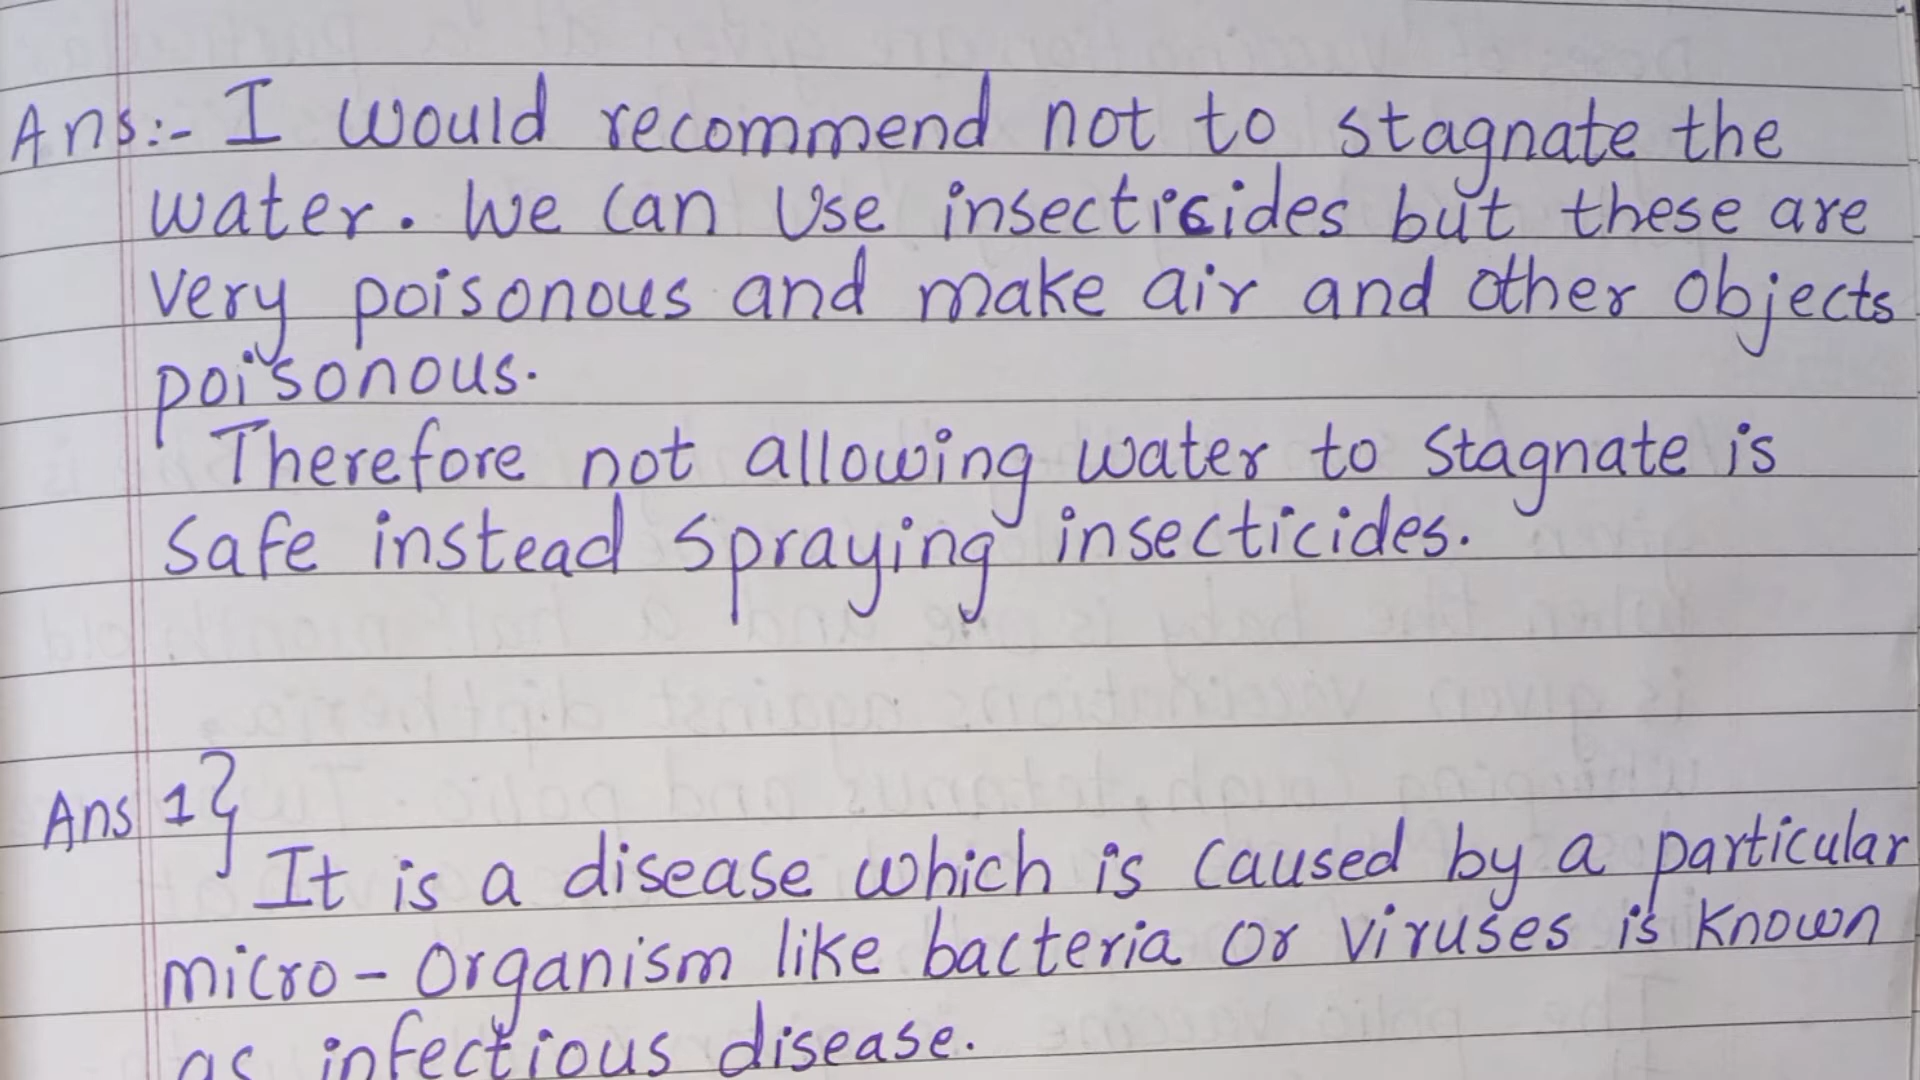 Ans:- I would recommend not to stagnate the
water. We can Use insecticides but these are
very poisonous and make air and other objects
poisonous.
Therefore not allowing water to stagnate is
safe instead spraying insecticides.
Ans 1}
It is a disease which is caused by a particular
micro-organism like bacteria or viruses is known
as infectious disease.